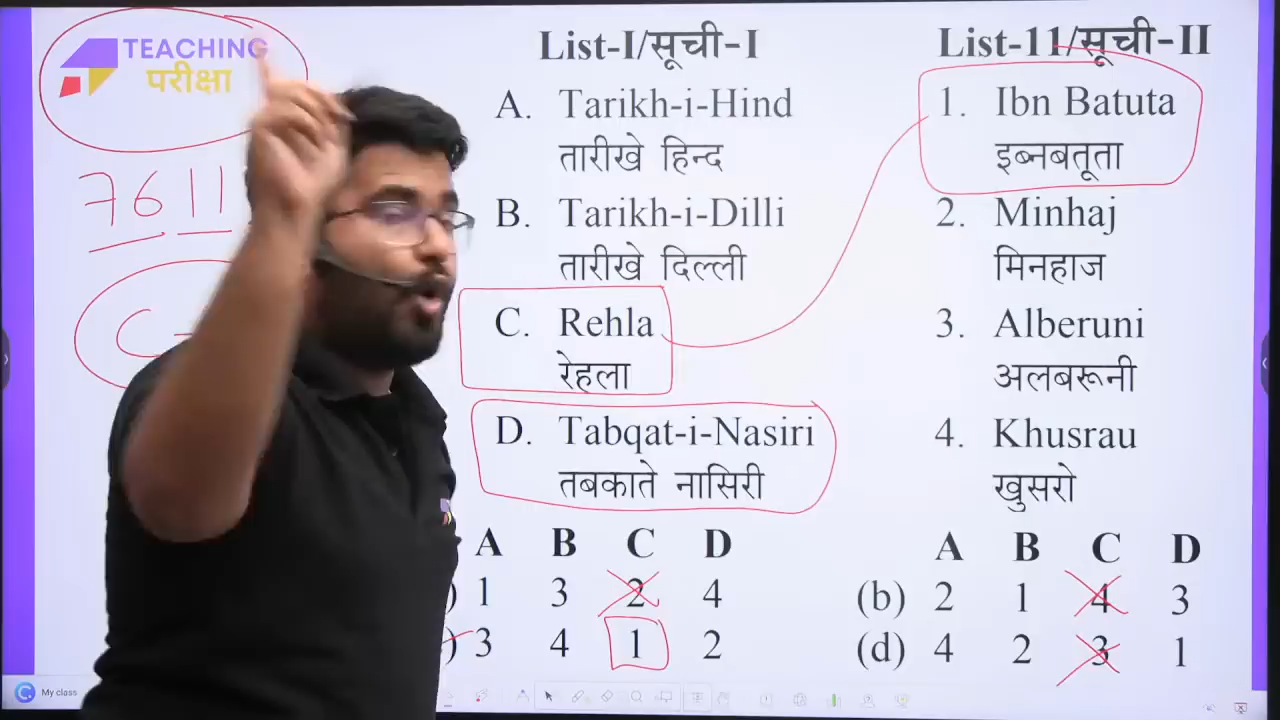 TEACHING
परीक्षा
7611
C
List-I/सूची-I
A. Tarikh-i-Hind
तारीखे हिन्द
B. Tarikh-i-Dilli
तारीखे दिल्ली
C. Rehla
रेहला
D. Tabqat-i-Nasiri
तबकाते नासिरी
List-11/सूची-II
1. Ibn Batuta
इब्नबतूता
2. Minhaj
मिनहाज
3. Alberuni
अलबरूनी
4. Khusrau
खुसरो
A B C D
) 1 3 2 4
) 3 4 1 2
A B C D
(b) 2 1 4 3
(d) 4 2 3 1
My class